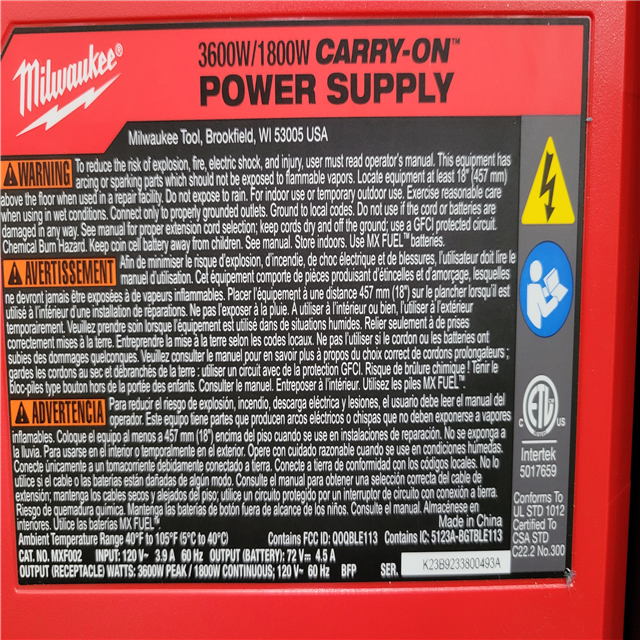 Milwaukee®
3600W/1800W CARRY-ON™
POWER SUPPLY
Milwaukee Tool, Brookfield, WI 53005 USA
WARNING To reduce the risk of explosion, fire, electric shock, and injury, user must read operator's manual. This equipment has
arcing or sparking parts which should not be exposed to flammable vapors. Locate equipment at least 18" (457 mm)
above the floor when used in a repair facility. Do not expose to rain. For indoor use or temporary outdoor use. Exercise reasonable care
when using in wet conditions. Connect only to properly grounded outlets. Ground to local codes. Do not use if the cord or batteries are
damaged in any way. See manual for proper extension cord selection; keep cords dry and off the ground; use a GFCI protected circuit.
Chemical Burn Hazard. Keep coin cell battery away from children. See manual. Store indoors. Use MX FUEL™ batteries.
AVERTISSEMENT Afin de minimiser le risque d'explosion, d'incendie, de choc électrique et de blessures, l'utilisateur doit lire le
manuel d'utilisation. Cet équipement comporte de pièces produisant d'étincelles et d'amorçage, lesquelles
ne devront jamais être exposées à de vapeurs inflammables. Placer l'équipement à une distance 457 mm (18") sur le plancher lorsqu'il est
utilisé à l'intérieur d'une installation de réparations. Ne pas l'exposer à la pluie. À utiliser à l'intérieur ou bien, l'utiliser à l'extérieur
temporairement. Veuillez prendre soin lorsque l'équipement est utilisé dans des situations humides. Relier seulement à de prises
correctement mises à la terre. Entreprendre la mise à terre selon les codes locaux. Ne pas l'utiliser si le cordon ou les batteries ont
subies des dommages quelconques. Veuillez consulter le manuel pour en savoir plus à propos du choix correct de cordons prolongateurs ;
gardes les cordons au sec et débranchés de la terre : utiliser un circuit avec de la protection GFCI. Risque de brûlure chimique ! Tenir le
bloc-piles type bouton hors de la portée des enfants. Consulter le manuel. Entreposer à l'intérieur. Utilisez les piles MX FUEL™
ADVERTENCIA Para reducir el riesgo de explosión, incendio, descarga eléctrica y lesiones, el usuario debe leer el manual del
operador. Este equipo tiene partes que producen arcos eléctricos o chispas que no deben exponerse a vapores
inflamables. Coloque el equipo al menos a 457 mm (18") encima del piso cuando se use en instalaciones de reparación. No se exponga a
la lluvia. Para usarse en el interior o temporalmente en el exterior. Opere con cuidado razonable cuando se use en condiciones húmedas.
Conecte únicamente a un tomacorriente debidamente conectado a tierra. Conecte a tierra de conformidad con los códigos locales. No lo
utilice si el cable o las baterías están dañadas de algún modo. Consulte el manual para obtener una selección correcta del cable de
extensión; mantenga los cables secos y alejados del piso; utilice un circuito protegido por un interruptor de circuito con conexión a tierra.
Riesgo de quemadura química. Mantenga las baterías de botón fuera de alcance de los niños. Consulte el manual. Almacénese en
interiores. Utilice las baterías MX FUEL™ Made in China
Ambient Temperature Range 40°F to 105°F (5°C to 40°C) Contains FCC ID: QOQBLE113 Contains IC: 5123A-BGTBLE113
CAT. NO. MXF002 INPUT: 120 V~ 3.9 A 60 Hz OUTPUT (BATTERY): 72 V⎓ 4.5 A
OUTPUT (RECEPTACLE) WATTS: 3600W PEAK / 1800W CONTINUOUS; 120 V~ 60 Hz BFP SER. K23B9233800493A
c ETL us
Intertek
5017659
Conforms To
UL STD 1012
Certified To
CSA STD
C22.2 No.300